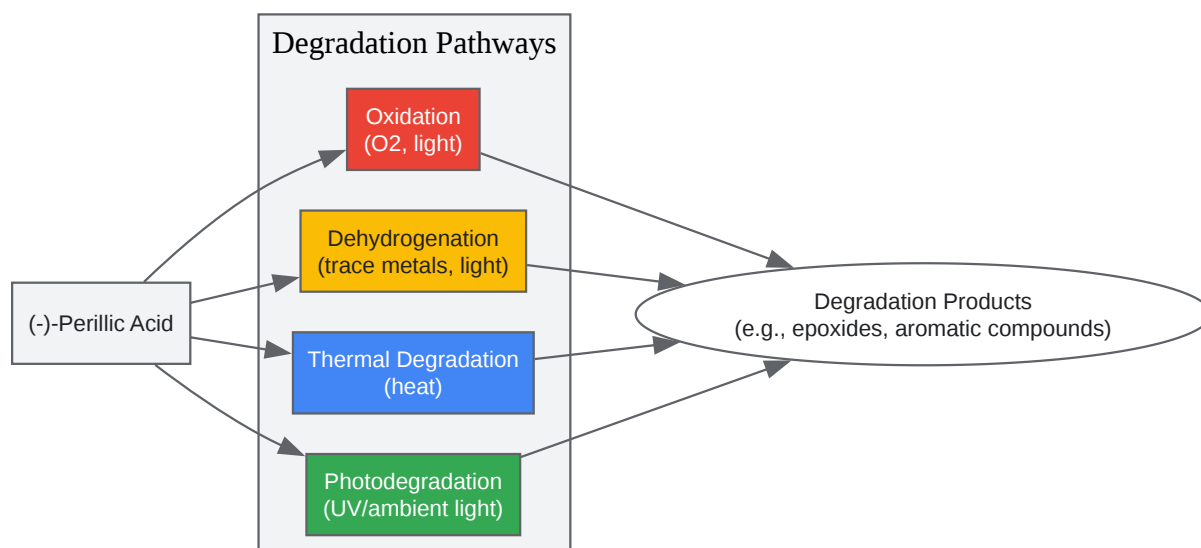 Degradation Pathways
Oxidation
(O2, light)
Dehydrogenation
(trace metals, light)
(-)-Perillic Acid
Degradation Products
(e.g., epoxides, aromatic compounds)
Thermal Degradation
(heat)
Photodegradation
(UV/ambient light)